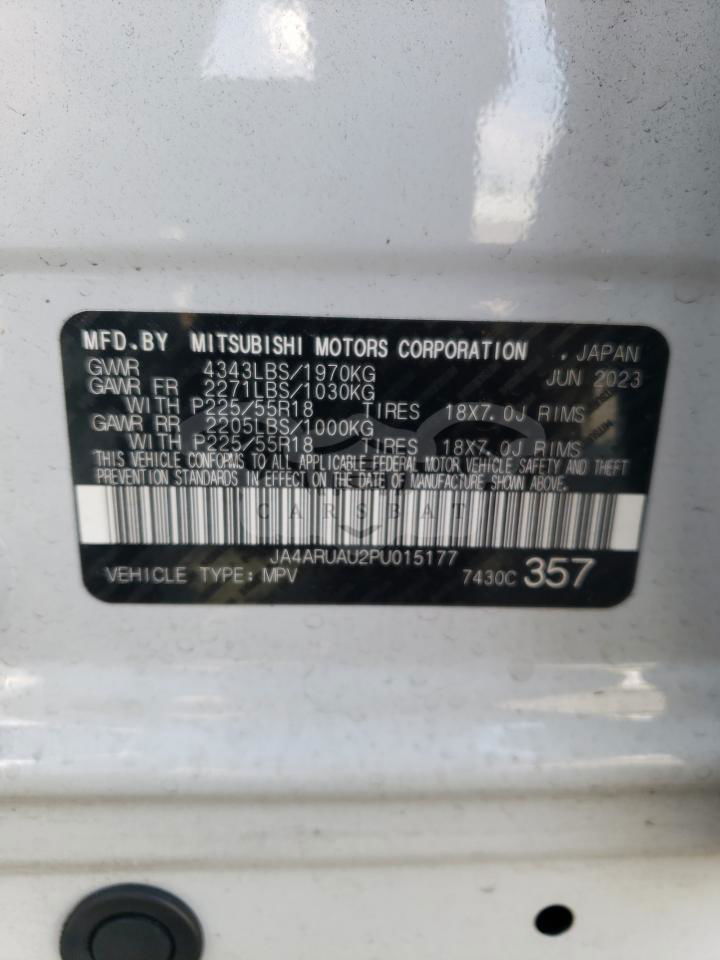 MFD.BY MITSUBISHI MOTORS CORPORATION , JAPAN
GVWR 4343LBS/1970KG JUN 2023
GAWR FR 2271LBS/1030KG
WITH P225/55R18 TIRES 18X7.0J RIMS
GAWR RR 2205LBS/1000KG
WITH P225/55R18 TIRES 18X7.0J RIMS
THIS VEHICLE CONFORMS TO ALL APPLICABLE FEDERAL MOTOR VEHICLE SAFETY AND THEFT
PREVENTION STANDARDS IN EFFECT ON THE DATE OF MANUFACTURE SHOWN ABOVE.
CARSBAT
JA4ARUAU2PU015177
VEHICLE TYPE: MPV 7430C 357